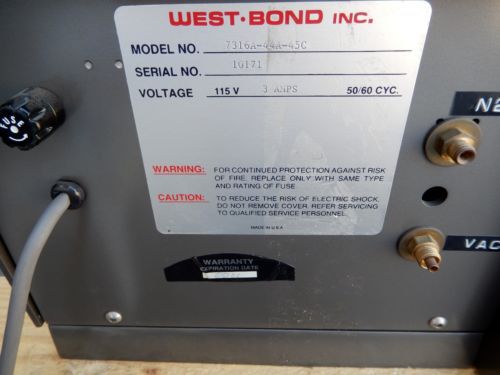 WEST·BOND INC.
MODEL NO. 7316A-44A-45C
SERIAL NO. 10171
VOLTAGE 115 V 3 AMPS 50/60 CYC.
FUSE
N2
WARNING: FOR CONTINUED PROTECTION AGAINST RISK
OF FIRE. REPLACE ONLY WITH SAME TYPE
AND RATING OF FUSE.
CAUTION: TO REDUCE THE RISK OF ELECTRIC SHOCK,
DO NOT REMOVE COVER. REFER SERVICING
TO QUALIFIED SERVICE PERSONNEL.
MADE IN U.S.A.
VAC
WARRANTY
EXPIRATION DATE